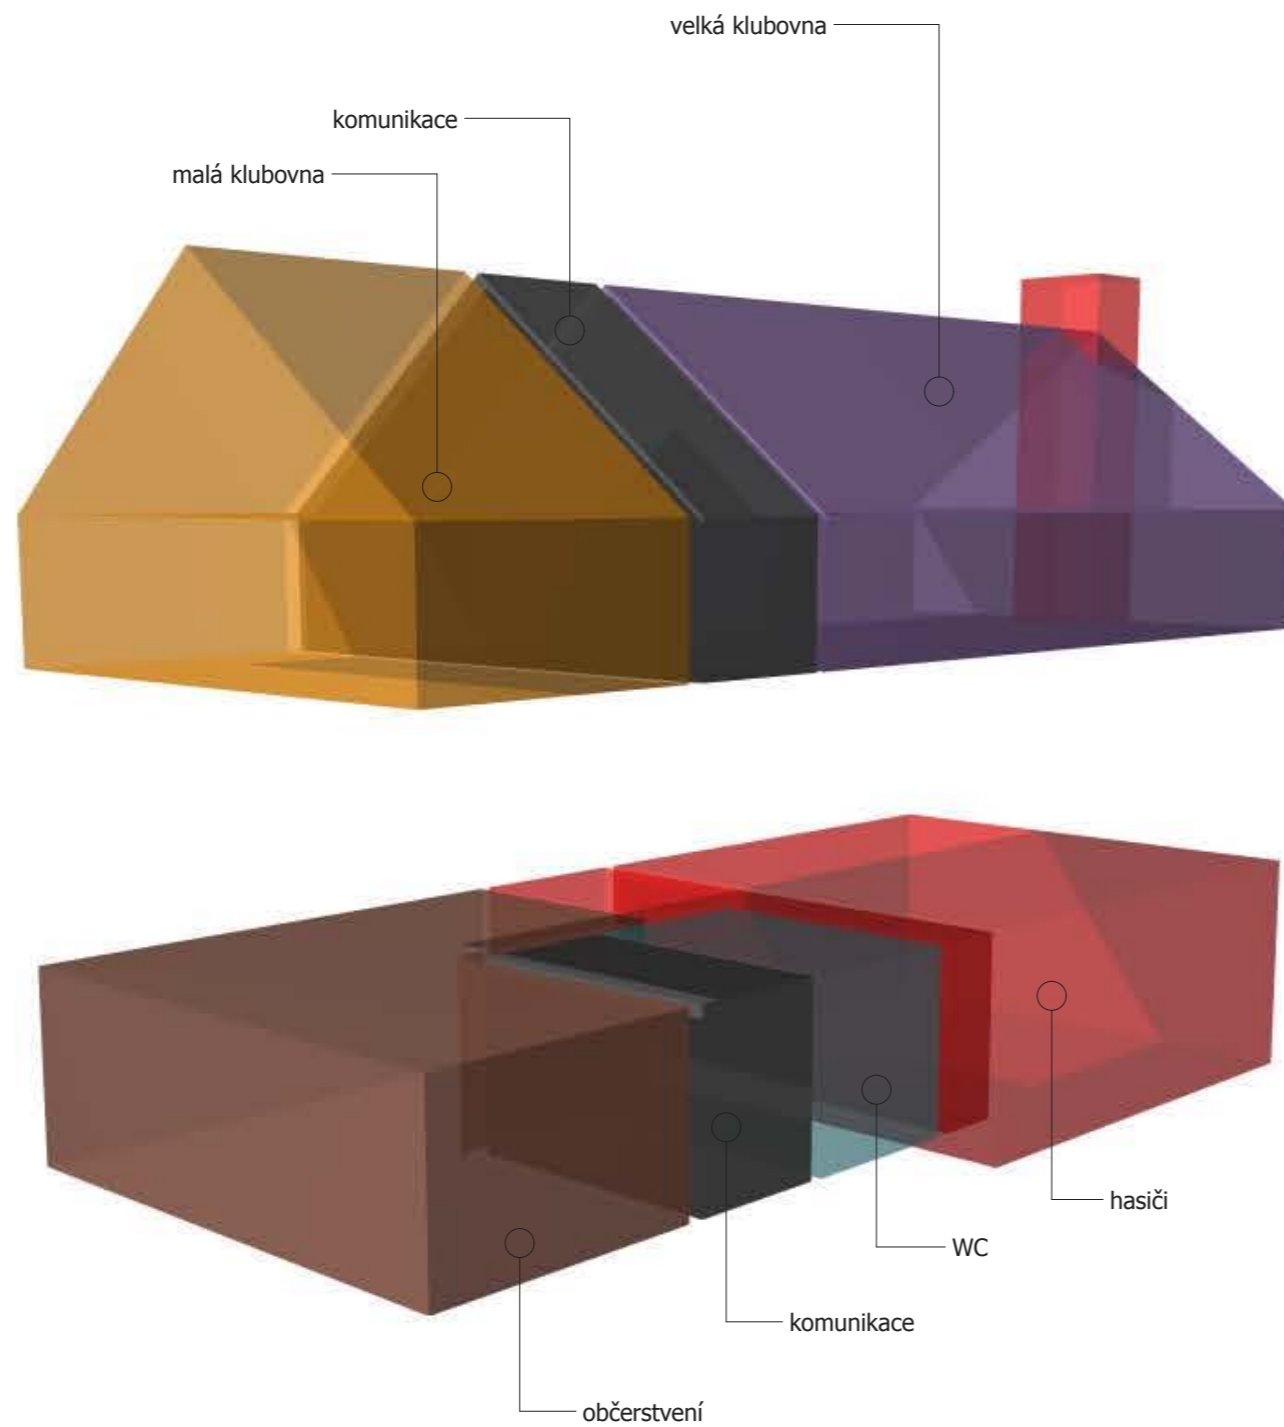 velká klubovna
komunikace
malá klubovna
hasiči
WC
komunikace
občerstvení